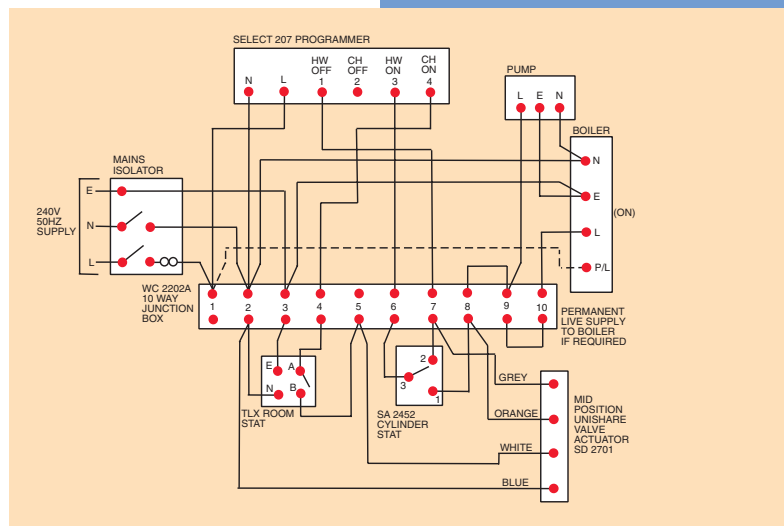 SELECT 207 PROGRAMMER
N
L
HW
OFF
1
CH
OFF
2
HW
ON
3
CH
ON
4
PUMP
L E N
BOILER
N
E
(ON)
L
P/L
MAINS
ISOLATOR
240V
50HZ
SUPPLY
E
N
L
WC 2202A
10 WAY
JUNCTION
BOX
1 2 3 4 5 6 7 8 9 10
PERMANENT
LIVE SUPPLY
TO BOILER
IF REQUIRED
E A
N B
TLX ROOM
STAT
2
3
1
SA 2452
CYLINDER
STAT
GREY
ORANGE
WHITE
BLUE
MID
POSITION
UNISHARE
VALVE
ACTUATOR
SD 2701